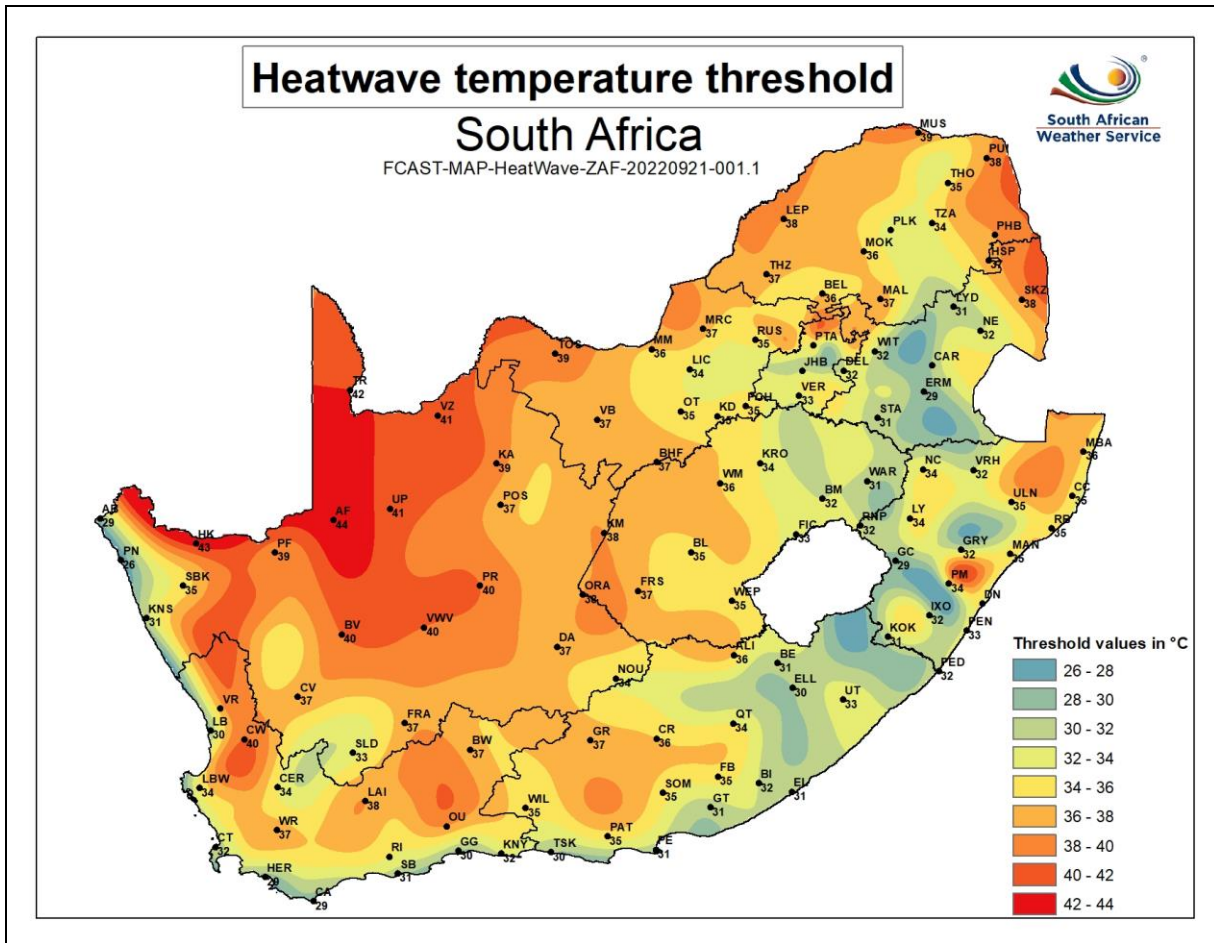 Heatwave temperature threshold
South Africa
FCAST-MAP-HeatWave-ZAF-20220921-001.1
®
South African
Weather Service
MUS
39
PUI
38
THO
35
LEP
38
PLK
TZA
34
PHB
MOK
36
HSP
37
THZ
37
BEL
36
MAL
37
SKZ
38
LYD
31
MRC
37
RUS
35
NE
32
PTA
TOS
39
MM
36
WIT
32
LIC
34
JHB
DEL
32
CAR
TR
42
VER
33
ERM
29
VZ
41
VB
37
OT
35
KD
POH
35
STA
31
MBA
36
KA
39
BHF
37
KRO
34
NC
34
VRH
32
WM
36
WAR
31
POS
37
BM
32
ULN
35
CC
35
AB
29
AF
44
UP
41
LY
34
RNP
32
RB
35
HK
43
PF
39
KM
38
FIC
33
BL
35
GRY
32
MAN
35
PN
26
GC
29
SBK
35
PR
40
PM
34
ORA
38
FRS
37
WEP
35
DN
KNS
31
IXO
32
BV
40
VWV
40
KOK
31
PEN
33
DA
37
ALI
36
BE
31
PED
32
NOU
34
ELL
30
CV
37
UT
33
VR
LB
30
FRA
37
QT
34
CW
40
SLD
33
BW
37
GR
37
CR
36
FB
35
BI
32
LBW
34
CER
34
LAI
38
SOM
35
EL
31
WIL
35
GT
31
WR
37
OU
PAT
35
CT
32
RI
GG
30
KNY
32
TSK
30
PE
31
HER
29
SB
31
CA
29
Threshold values in °C
26 - 28
28 - 30
30 - 32
32 - 34
34 - 36
36 - 38
38 - 40
40 - 42
42 - 44